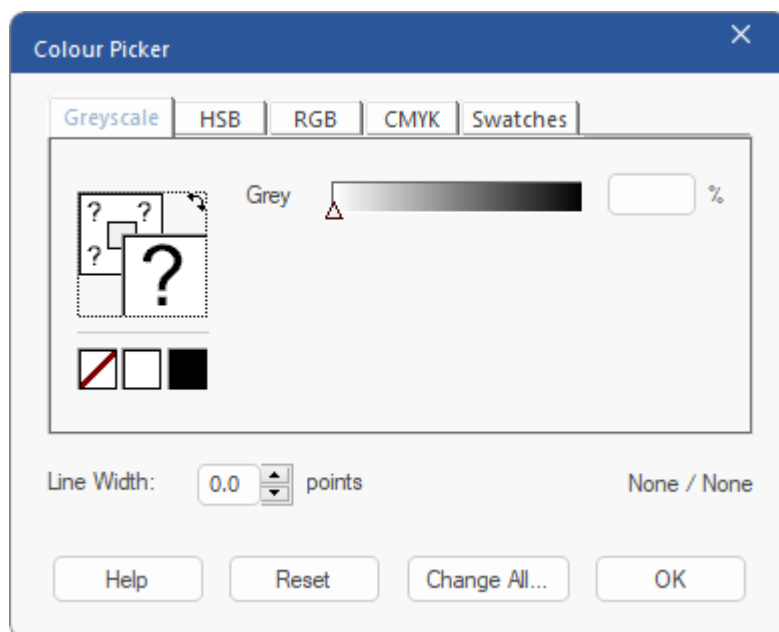 Colour Picker
Greyscale HSB RGB CMYK Swatches
Grey %
? ?
? ?
Line Width: 0.0 points None / None
Help Reset Change All... OK